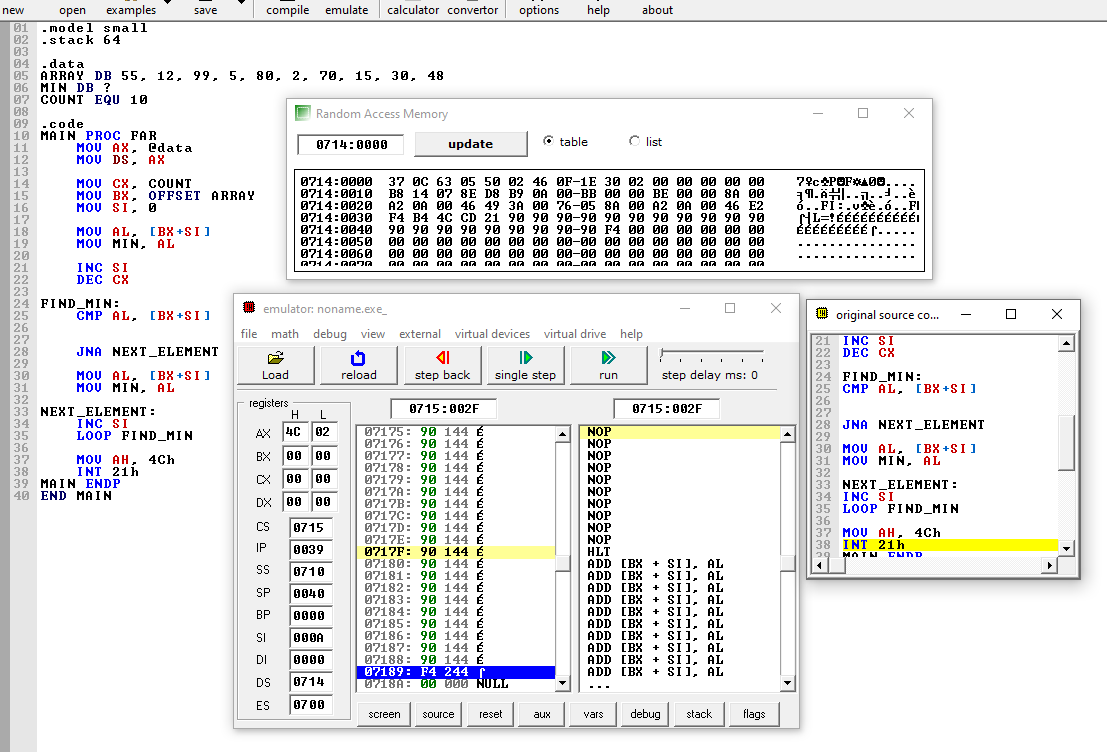 new open examples save compile emulate calculator convertor options help about
01 .model small
02 .stack 64
03
04 .data
05 ARRAY DB 55, 12, 99, 5, 80, 2, 70, 15, 30, 48
06 MIN DB ?
07 COUNT EQU 10
08
09 .code
10 MAIN PROC FAR
11 MOV AX, @data
12 MOV DS, AX
13
14 MOV CX, COUNT
15 MOV BX, OFFSET ARRAY
16 MOV SI, 0
17
18 MOV AL, [BX+SI]
19 MOV MIN, AL
20
21 INC SI
22 DEC CX
23
24 FIND_MIN:
25 CMP AL, [BX+SI]
26
27
28 JNA NEXT_ELEMENT
29
30 MOV AL, [BX+SI]
31 MOV MIN, AL
32
33 NEXT_ELEMENT:
34 INC SI
35 LOOP FIND_MIN
36
37 MOV AH, 4Ch
38 INT 21h
39 MAIN ENDP
40 END MAIN
Random Access Memory
0714:0000 update table list
0714:0000 37 0C 63 05 50 02 46 0F-1E 30 02 00 00 00 00 00
0714:0010 B8 14 07 8E D8 B9 0A 00-BB 00 00 BE 00 00 8A 00
0714:0020 A2 0A 00 46 49 3A 00 76-05 8A 00 A2 0A 00 46 E2
0714:0030 F4 B4 4C CD 21 90 90 90-90 90 90 90 90 90 90 90
0714:0040 90 90 90 90 90 90 90 90-90 F4 00 00 00 00 00 00
0714:0050 00 00 00 00 00 00 00 00-00 00 00 00 00 00 00 00
0714:0060 00 00 00 00 00 00 00 00-00 00 00 00 00 00 00 00
0714:0070 00 00 00 00 00 00 00 00-00 00 00 00 00 00 00 00
emulator: noname.exe_
file math debug view external virtual devices virtual drive help
Load reload step back single step run step delay ms: 0
registers
H L
AX 4C 02
BX 00 00
CX 00 00
DX 00 00
CS 0715
IP 0039
SS 0710
SP 0040
BP 0000
SI 000A
DI 0000
DS 0714
ES 0700
0715:002F
07175: 90 144 É
07176: 90 144 É
07177: 90 144 É
07178: 90 144 É
07179: 90 144 É
0717A: 90 144 É
0717B: 90 144 É
0717C: 90 144 É
0717D: 90 144 É
0717E: 90 144 É
0717F: 90 144 É
07180: 90 144 É
07181: 90 144 É
07182: 90 144 É
07183: 90 144 É
07184: 90 144 É
07185: 90 144 É
07186: 90 144 É
07187: 90 144 É
07188: 90 144 É
07189: F4 244 ⌠
0718A: 00 000 NULL
0715:002F
NOP
NOP
NOP
NOP
NOP
NOP
NOP
NOP
NOP
NOP
HLT
ADD [BX + SI], AL
ADD [BX + SI], AL
ADD [BX + SI], AL
ADD [BX + SI], AL
ADD [BX + SI], AL
ADD [BX + SI], AL
ADD [BX + SI], AL
ADD [BX + SI], AL
ADD [BX + SI], AL
ADD [BX + SI], AL
...
screen source reset aux vars debug stack flags
original source co...
21 INC SI
22 DEC CX
23
24 FIND_MIN:
25 CMP AL, [BX+SI]
26
27
28 JNA NEXT_ELEMENT
29
30 MOV AL, [BX+SI]
31 MOV MIN, AL
32
33 NEXT_ELEMENT:
34 INC SI
35 LOOP FIND_MIN
36
37 MOV AH, 4Ch
38 INT 21h
39 MAIN ENDP